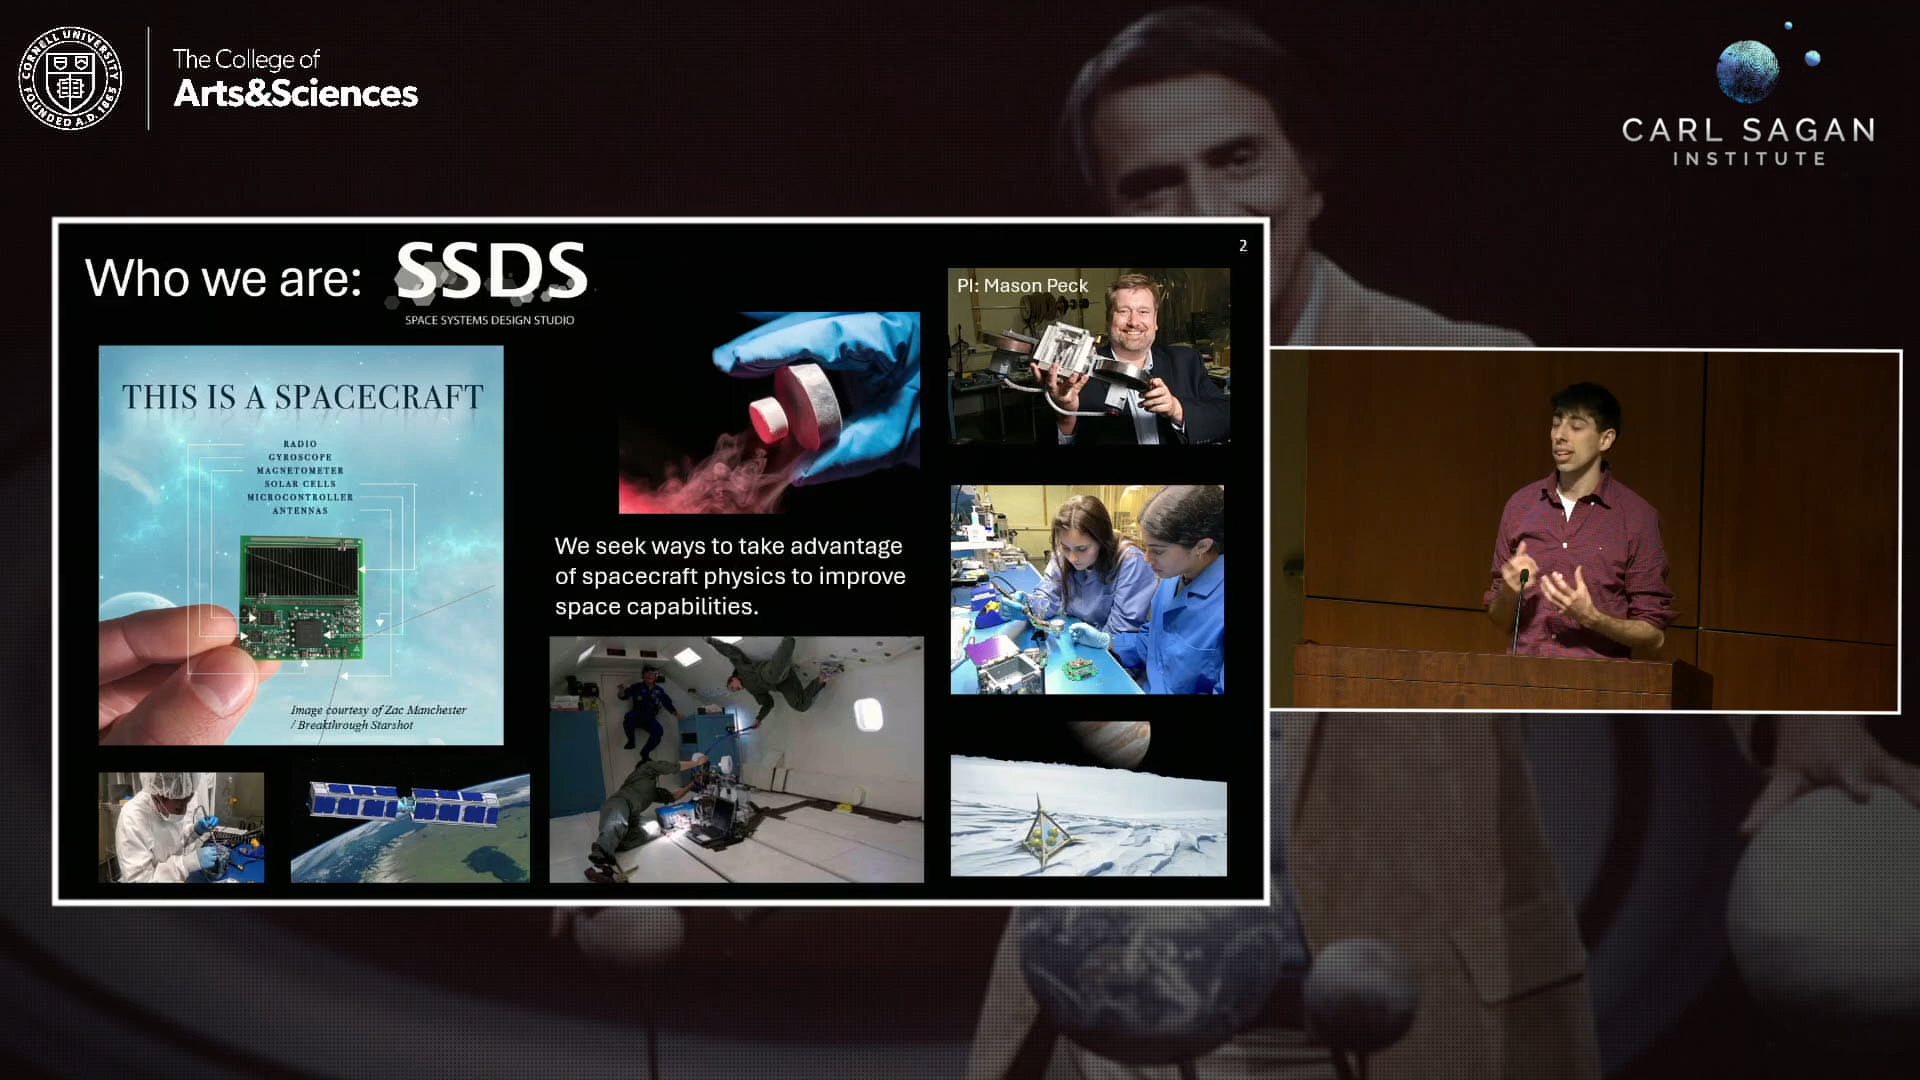 CORNELL UNIVERSITY
FOUNDED A.D. 1865
The College of
Arts&Sciences
CARL SAGAN
INSTITUTE
2
Who we are:
SSDS
SPACE SYSTEMS DESIGN STUDIO
PI: Mason Peck
THIS IS A SPACECRAFT
RADIO
GYROSCOPE
MAGNETOMETER
SOLAR CELLS
MICROCONTROLLER
ANTENNAS
Image courtesy of Zac Manchester
/ Breakthrough Starshot
We seek ways to take advantage
of spacecraft physics to improve
space capabilities.